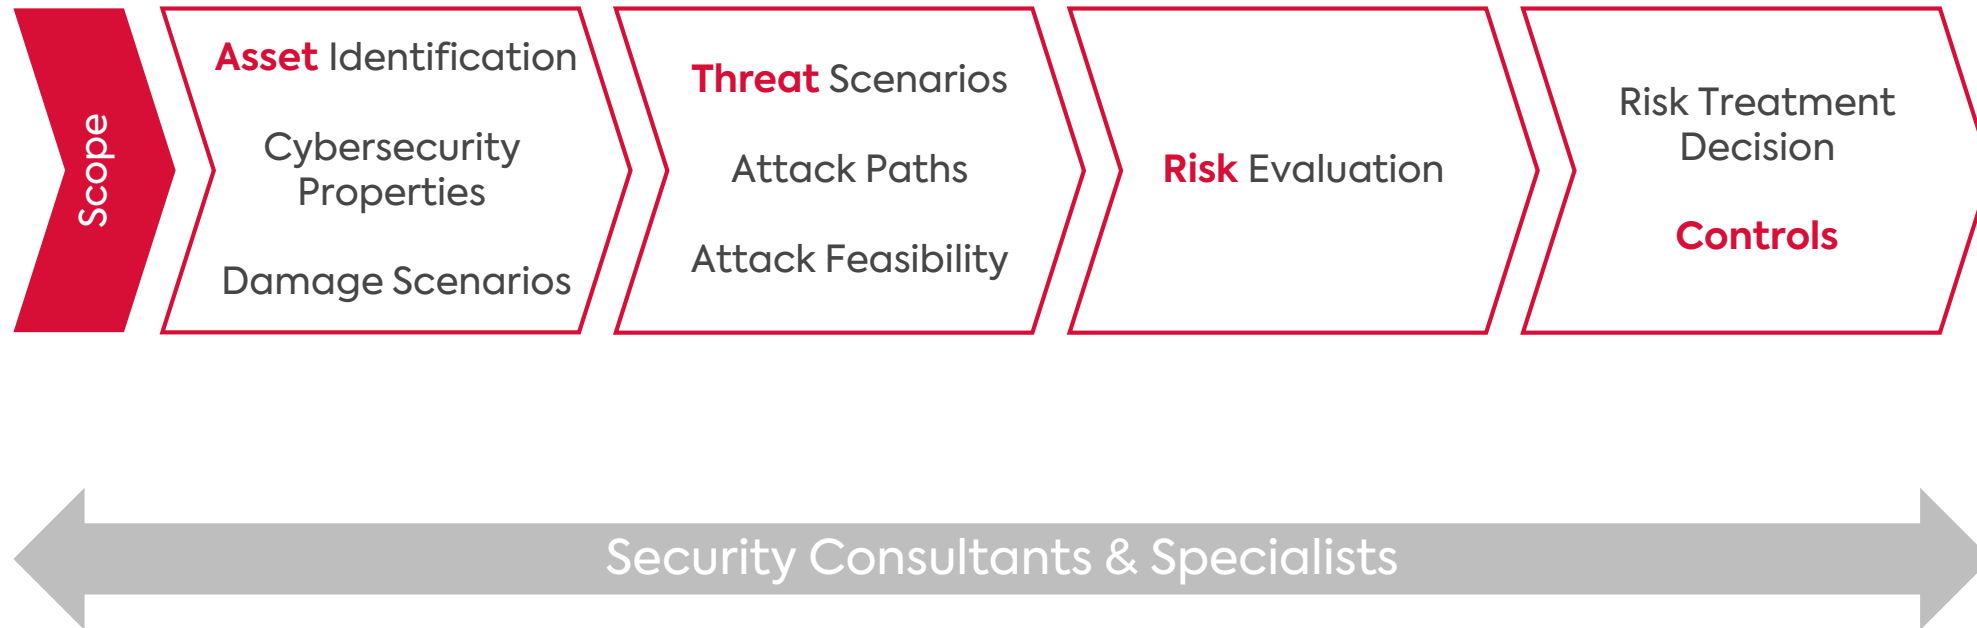 Scope
Asset Identification
Cybersecurity
Properties
Damage Scenarios
Threat Scenarios
Attack Paths
Attack Feasibility
Risk Evaluation
Risk Treatment
Decision
Controls
Security Consultants & Specialists